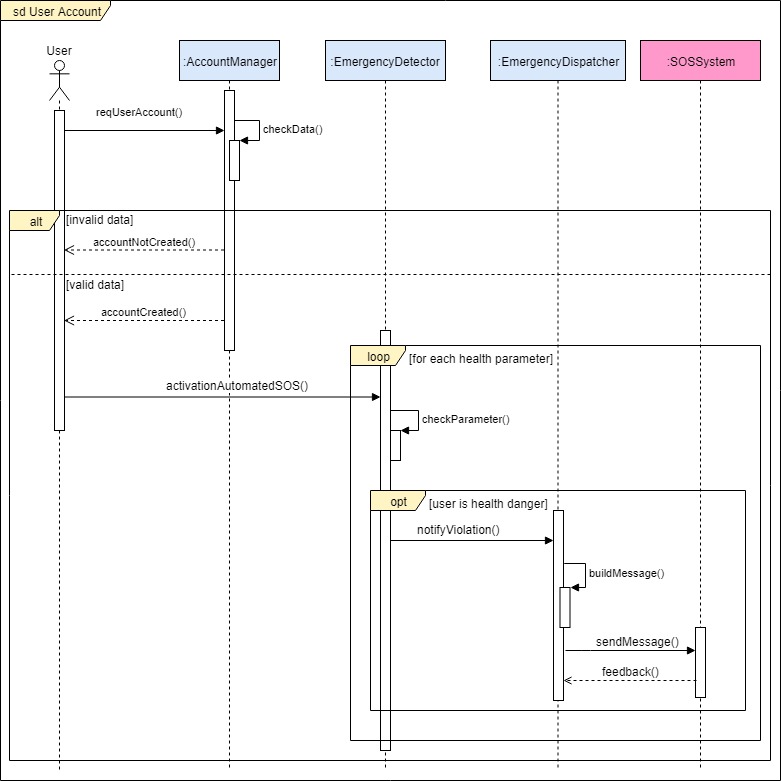 sd User Account
User
:AccountManager
:EmergencyDetector
:EmergencyDispatcher
:SOSSystem
reqUserAccount()
checkData()
alt
[invalid data]
accountNotCreated()
[valid data]
accountCreated()
loop
[for each health parameter]
activationAutomatedSOS()
checkParameter()
opt
[user is health danger]
notifyViolation()
buildMessage()
sendMessage()
feedback()